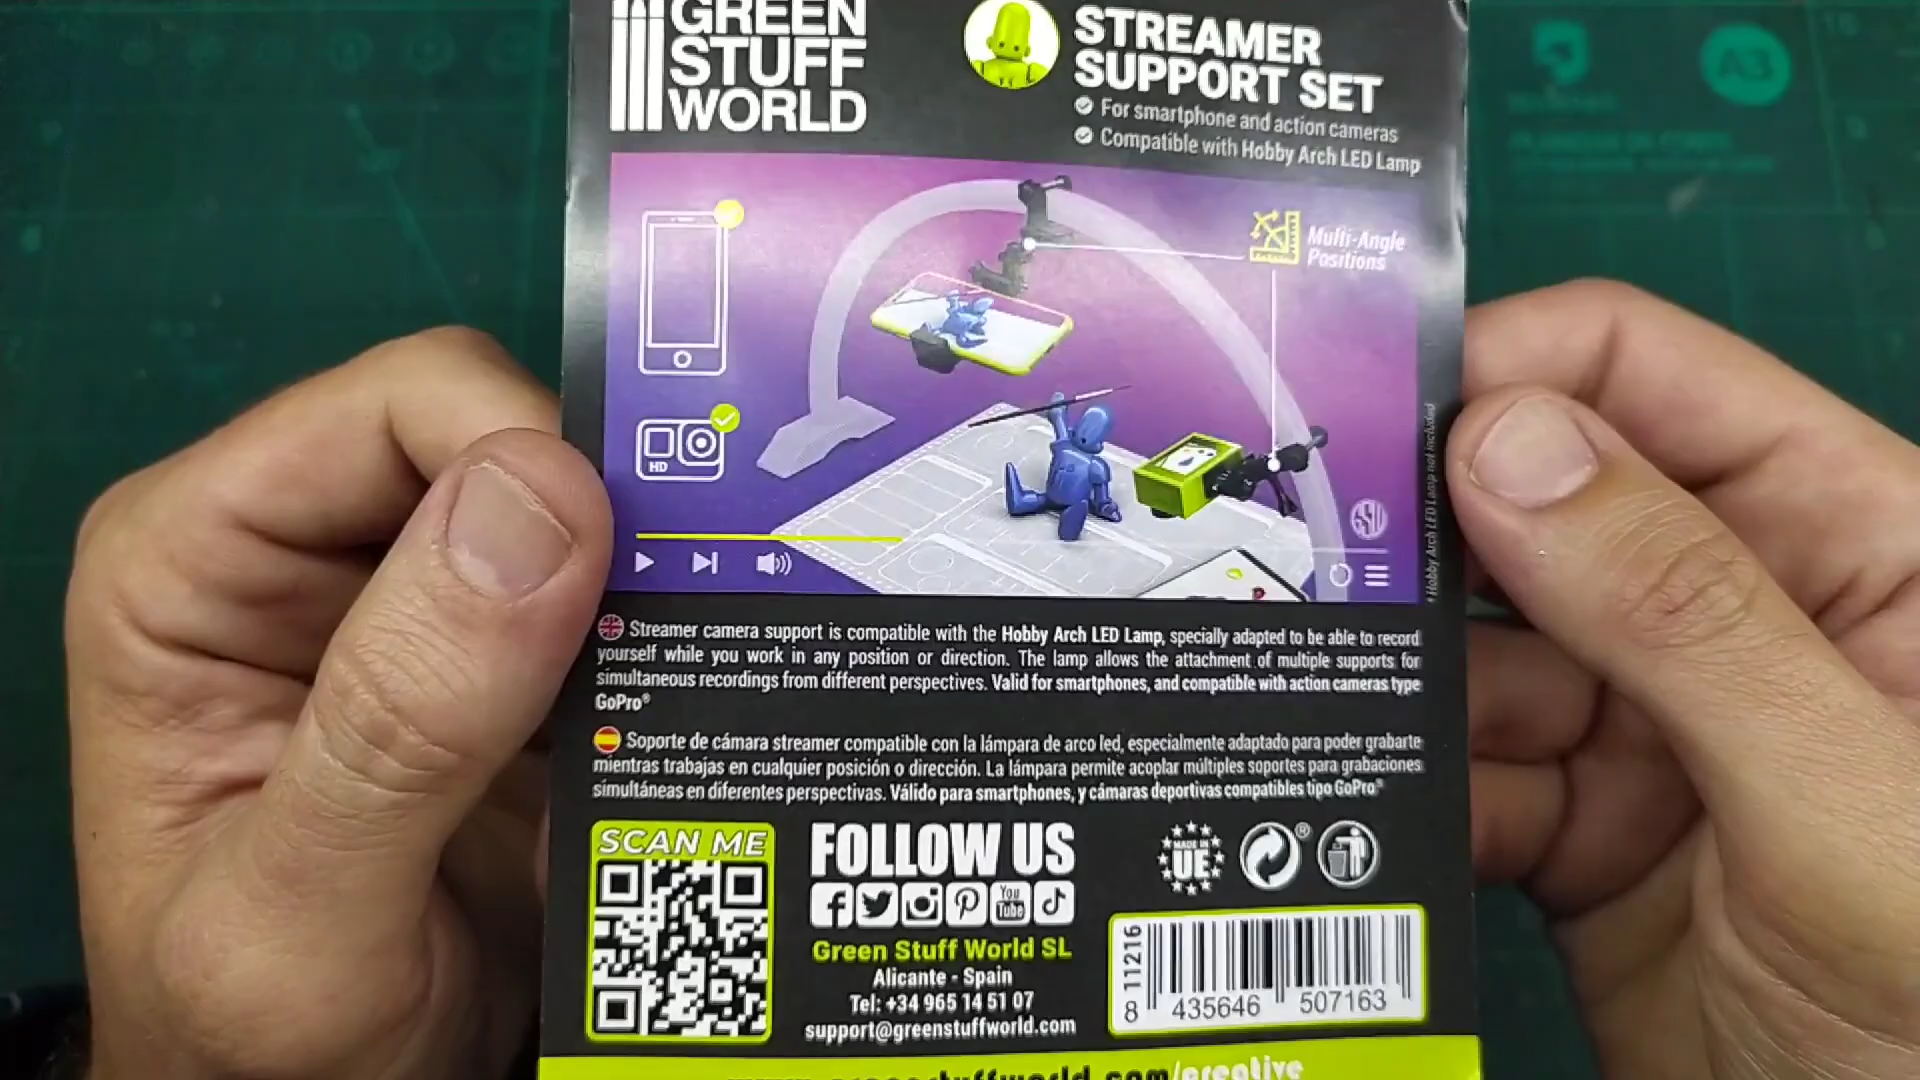 GREEN
STUFF
WORLD
STREAMER
SUPPORT SET
For smartphone and action cameras
Compatible with Hobby Arch LED Lamp
A3
Multi-Angle
Positions
HD
* Hobby Arch LED Lamp not included
Streamer camera support is compatible with the Hobby Arch LED Lamp, specially adapted to be able to record
yourself while you work in any position or direction. The lamp allows the attachment of multiple supports for
simultaneous recordings from different perspectives. Valid for smartphones, and compatible with action cameras type
GoPro®
Soporte de cámara streamer compatible con la lámpara de arco led, especialmente adaptado para poder grabarte
mientras trabajas en cualquier posición o dirección. La lámpara permite acoplar múltiples soportes para grabaciones
simultáneas en diferentes perspectivas. Válido para smartphones, y cámaras deportivas compatibles tipo GoPro®
SCAN ME
FOLLOW US
You
Tube
Green Stuff World SL
Alicante - Spain
Tel: +34 965 14 51 07
support@greenstuffworld.com
MADE IN
UE
®
11216
8 435646 507163
www.greenstuffworld.com/creative